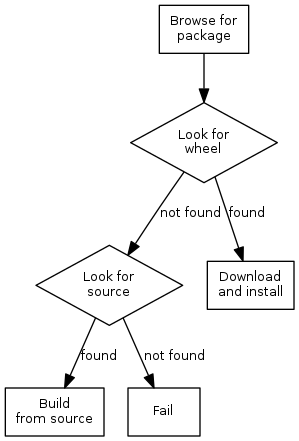 Browse for
package
Look for
wheel
not found
found
Look for
source
Download
and install
found
not found
Build
from source
Fail